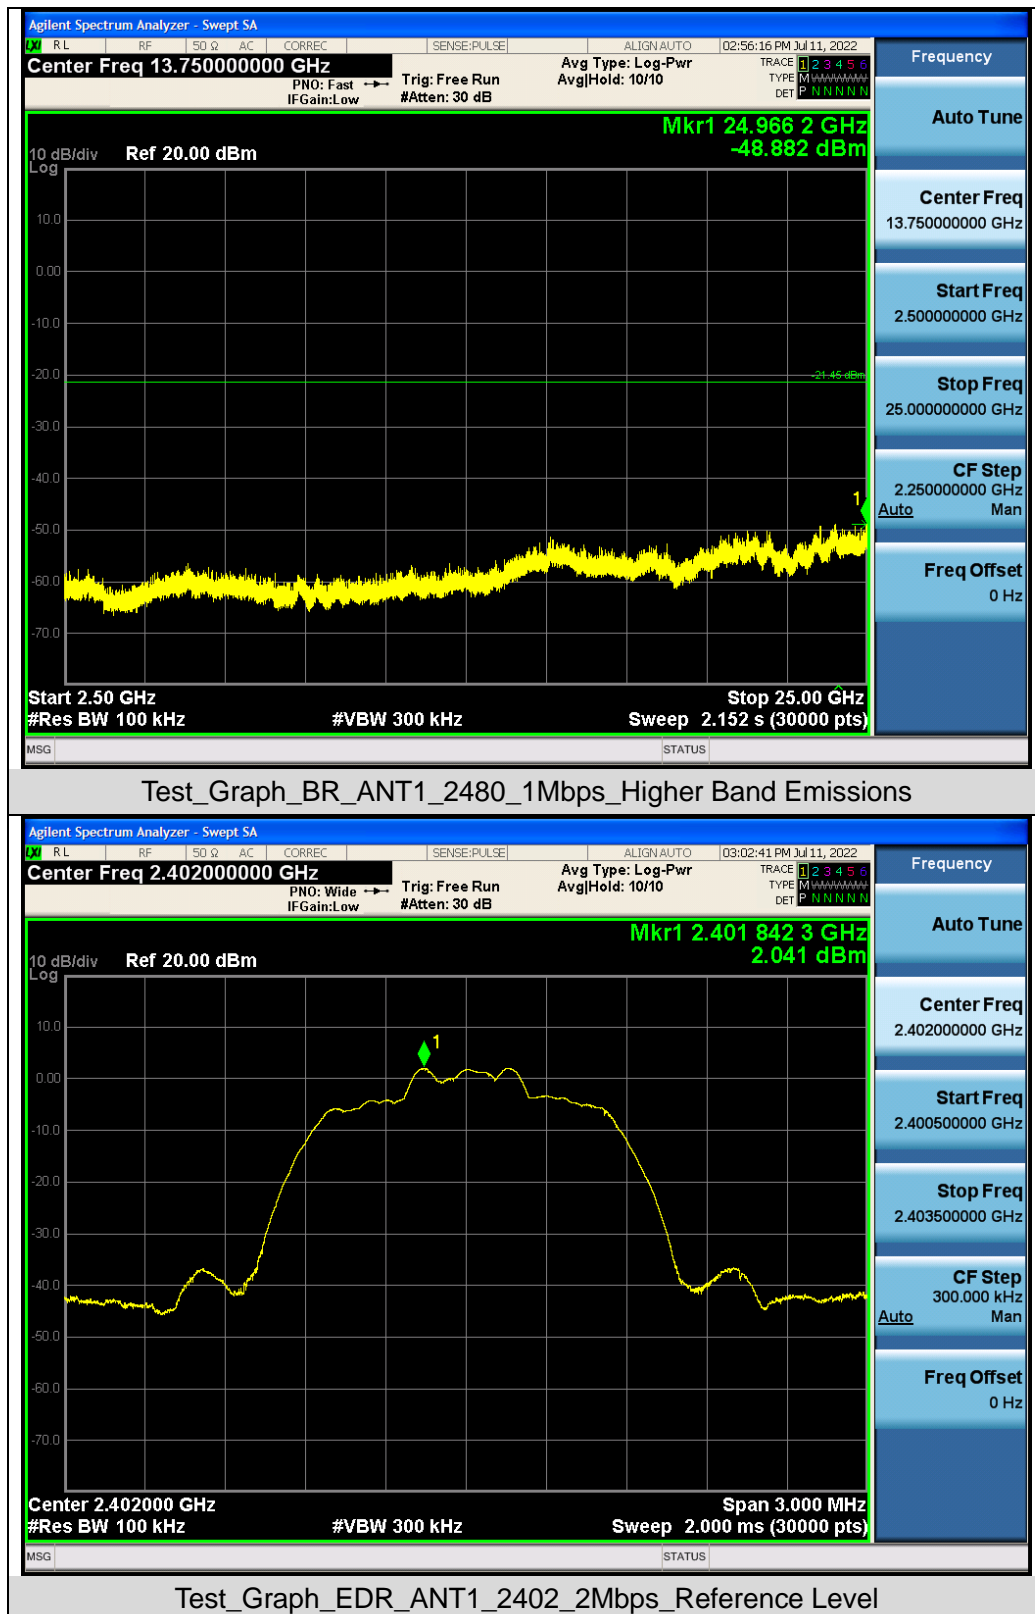 Agilent Spectrum Analyzer - Swept SA
LXI RL RF 50 Ω AC CORREC SENSE:PULSE ALIGN AUTO 02:56:16 PM Jul 11, 2022
Center Freq 13.750000000 GHz
PNO: Fast
IFGain:Low
Trig: Free Run
#Atten: 30 dB
Avg Type: Log-Pwr
Avg|Hold: 10/10
TRACE 1 2 3 4 5 6
TYPE M
DET P N N N N N
Frequency
Mkr1 24.966 2 GHz
-48.882 dBm
10 dB/div Ref 20.00 dBm
Log
10.0
0.00
-10.0
-20.0
-21.45 dBm
-30.0
-40.0
1
-50.0
-60.0
-70.0
Start 2.50 GHz Stop 25.00 GHz
#Res BW 100 kHz #VBW 300 kHz Sweep 2.152 s (30000 pts)
MSG STATUS
Auto Tune
Center Freq
13.750000000 GHz
Start Freq
2.500000000 GHz
Stop Freq
25.000000000 GHz
CF Step
2.250000000 GHz
Auto Man
Freq Offset
0 Hz
Test_Graph_BR_ANT1_2480_1Mbps_Higher Band Emissions
Agilent Spectrum Analyzer - Swept SA
LXI RL RF 50 Ω AC CORREC SENSE:PULSE ALIGN AUTO 03:02:41 PM Jul 11, 2022
Center Freq 2.402000000 GHz
PNO: Wide
IFGain:Low
Trig: Free Run
#Atten: 30 dB
Avg Type: Log-Pwr
Avg|Hold: 10/10
TRACE 1 2 3 4 5 6
TYPE M
DET P N N N N N
Frequency
Mkr1 2.401 842 3 GHz
2.041 dBm
10 dB/div Ref 20.00 dBm
Log
10.0
1
0.00
-10.0
-20.0
-30.0
-40.0
-50.0
-60.0
-70.0
Center 2.402000 GHz Span 3.000 MHz
#Res BW 100 kHz #VBW 300 kHz Sweep 2.000 ms (30000 pts)
MSG STATUS
Auto Tune
Center Freq
2.402000000 GHz
Start Freq
2.400500000 GHz
Stop Freq
2.403500000 GHz
CF Step
300.000 kHz
Auto Man
Freq Offset
0 Hz
Test_Graph_EDR_ANT1_2402_2Mbps_Reference Level